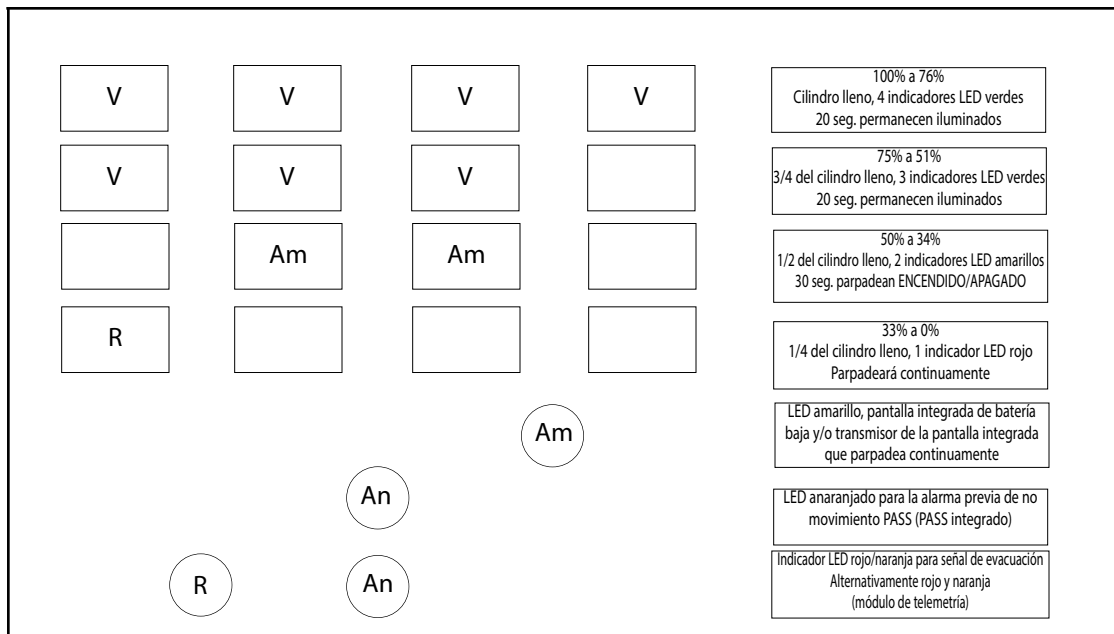 V V V V
100% a 76%
Cilindro lleno, 4 indicadores LED verdes
20 seg. permanecen iluminados
V V V
75% a 51%
3/4 del cilindro lleno, 3 indicadores LED verdes
20 seg. permanecen iluminados
Am Am
50% a 34%
1/2 del cilindro lleno, 2 indicadores LED amarillos
30 seg. parpadean ENCENDIDO/APAGADO
R
33% a 0%
1/4 del cilindro lleno, 1 indicador LED rojo
Parpadeará continuamente
Am
LED amarillo, pantalla integrada de batería
baja y/o transmisor de la pantalla integrada
que parpadea continuamente
An
LED anaranjado para la alarma previa de no
movimiento PASS (PASS integrado)
R An
Indicador LED rojo/naranja para señal de evacuación
Alternativamente rojo y naranja
(módulo de telemetría)